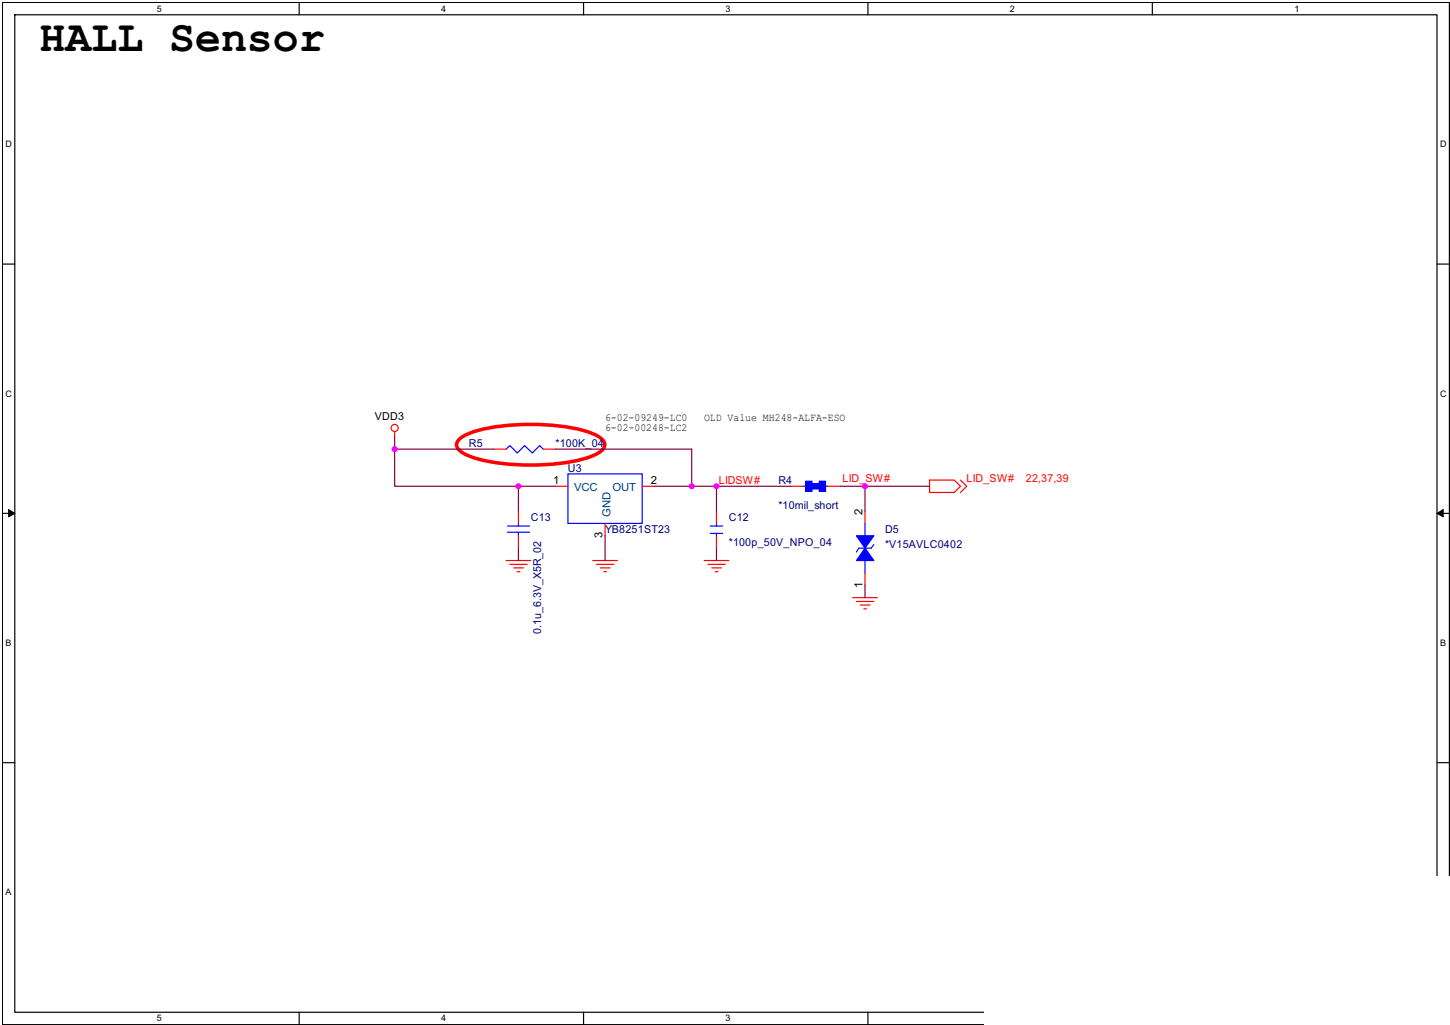 5 4 3 2 1
HALL Sensor
D D
C C
VDD3
6-02-09249-LC0 OLD Value MH248-ALFA-ESO
6-02-00248-LC2
R5 *100K_04
U3
1 VCC OUT 2
GND
3
YB8251ST23
LIDSW# R4 LID_SW# LID_SW# 22,37,39
*10mil_short
C13
0.1u_6.3V_X5R_02
C12
*100p_50V_NPO_04
2
D5
*V15AVLC0402
1
B B
A
5 4 3